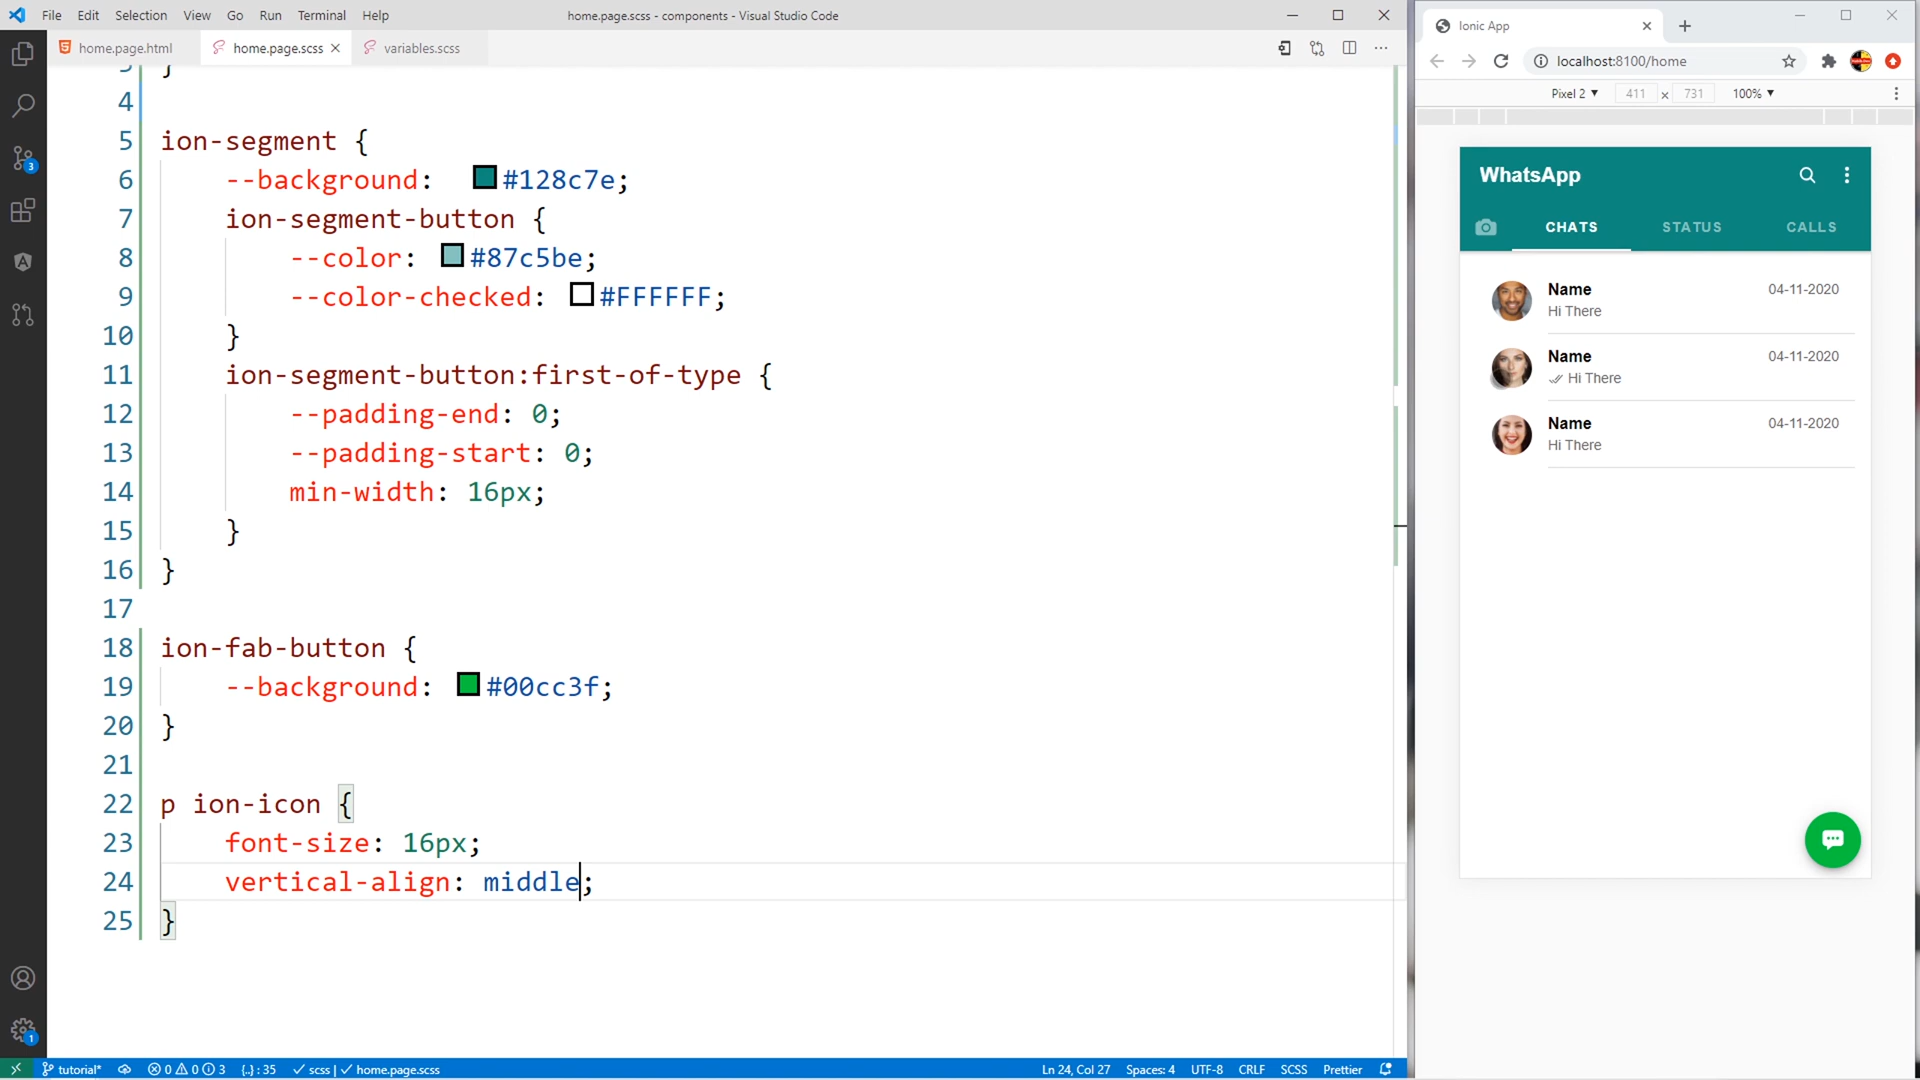 File Edit Selection View Go Run Terminal Help
home.page.scss - components - Visual Studio Code
home.page.html
home.page.scss
variables.scss
3 }
4
5 ion-segment {
6 --background: #128c7e;
7 ion-segment-button {
8 --color: #87c5be;
9 --color-checked: #FFFFFF;
10 }
11 ion-segment-button:first-of-type {
12 --padding-end: 0;
13 --padding-start: 0;
14 min-width: 16px;
15 }
16 }
17
18 ion-fab-button {
19 --background: #00cc3f;
20 }
21
22 p ion-icon {
23 font-size: 16px;
24 vertical-align: middle;
25 }
3
1
tutorial* 0 0 3 {..} : 35 scss | home.page.scss
Ln 24, Col 27 Spaces: 4 UTF-8 CRLF SCSS Prettier
Ionic App
localhost:8100/home
Pixel 2 ▼ 411 x 731 100% ▼
WhatsApp
CHATS STATUS CALLS
Name 04-11-2020
Hi There
Name 04-11-2020
Hi There
Name 04-11-2020
Hi There